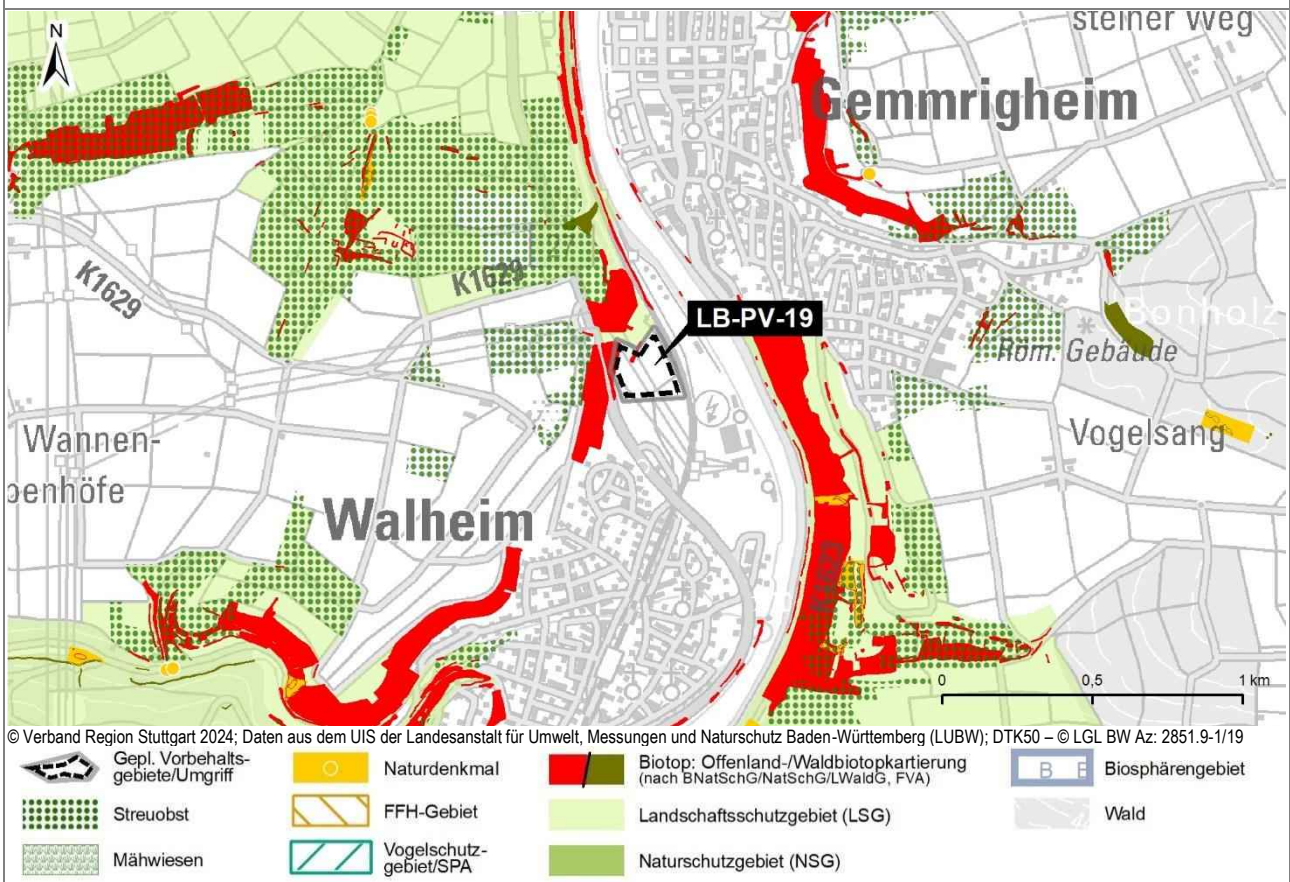 N
steiner Weg
Gemmrigheim
K1629
K1629
LB-PV-19
Bonholz
Röm. Gebäude
Vogelsang
Wannen-
benhöfe
Walheim
K1623
0 0,5 1 km
© Verband Region Stuttgart 2024; Daten aus dem UIS der Landesanstalt für Umwelt, Messungen und Naturschutz Baden-Württemberg (LUBW); DTK50 – © LGL BW Az: 2851.9-1/19
Gepl. Vorbehalts-
gebiete/Umgriff
Streuobst
Mähwiesen
Naturdenkmal
FFH-Gebiet
Vogelschutz-
gebiet/SPA
Biotop: Offenland-/Waldbiotopkartierung
(nach BNatSchG/NatSchG/LWaldG, FVA)
Landschaftsschutzgebiet (LSG)
Naturschutzgebiet (NSG)
B B
Biosphärengebiet
Wald